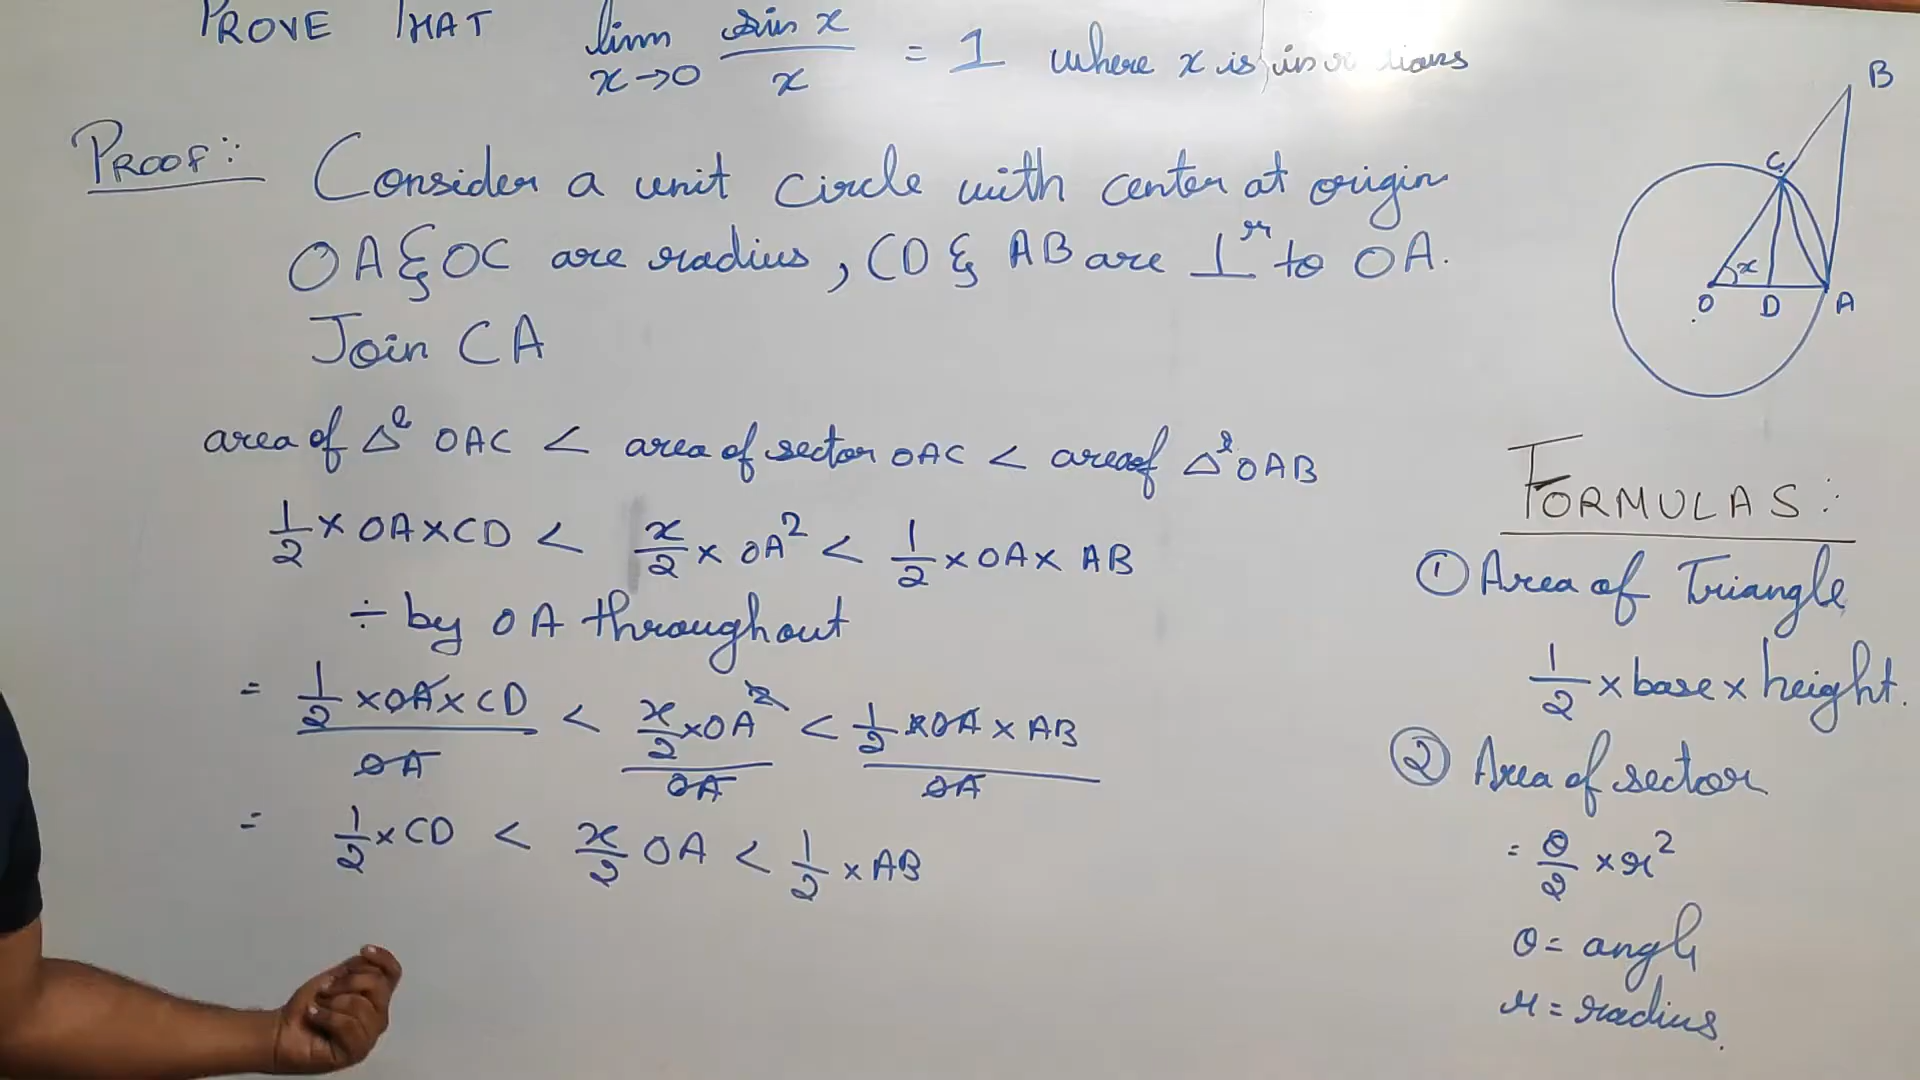 PROVE THAT lim x→0 sin x / x = 1 where x is in
PROOF:
Consider a unit circle with center at origin
OA & OC are radius, CD & AB are ⊥r to OA.
Join CA
area of Δle OAC < area of sector OAC < area of Δle OAB
1/2 × OA × CD < x/2 × OA² < 1/2 × OA × AB
÷ by OA throughout
= 1/2 × OA × CD / OA < x/2 × OA² / OA < 1/2 × OA × AB / OA
= 1/2 × CD < x/2 OA < 1/2 × AB
B
C
x
O D A
FORMULAS:
① Area of Triangle
1/2 × base × height.
② Area of sector
= θ/2 × r²
θ = angle
r = radius.